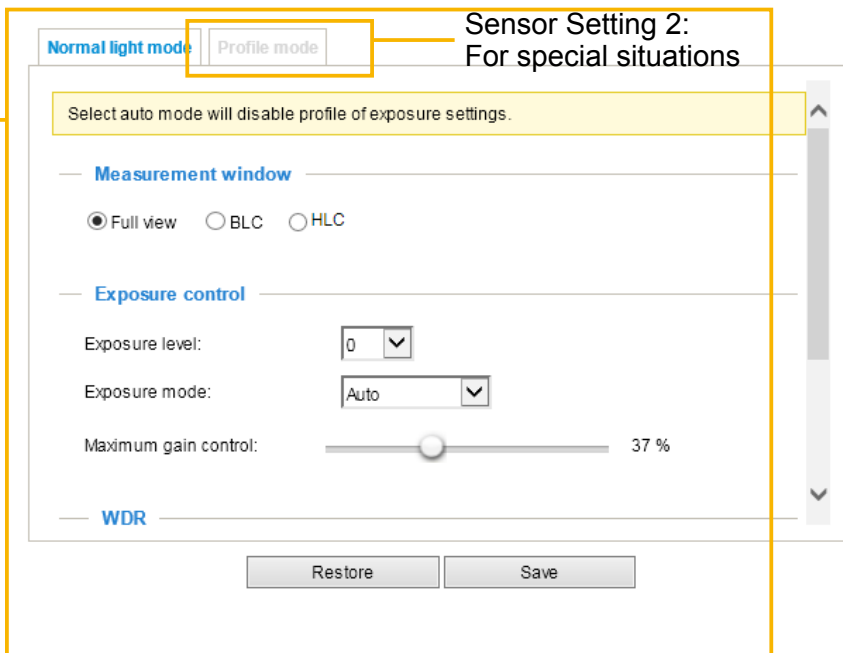 Sensor Setting 2:
For special situations
Normal light mode
Profile mode
Select auto mode will disable profile of exposure settings.
Measurement window
Full view BLC HLC
Exposure control
Exposure level: 0
Exposure mode: Auto
Maximum gain control: 37 %
WDR
Restore Save